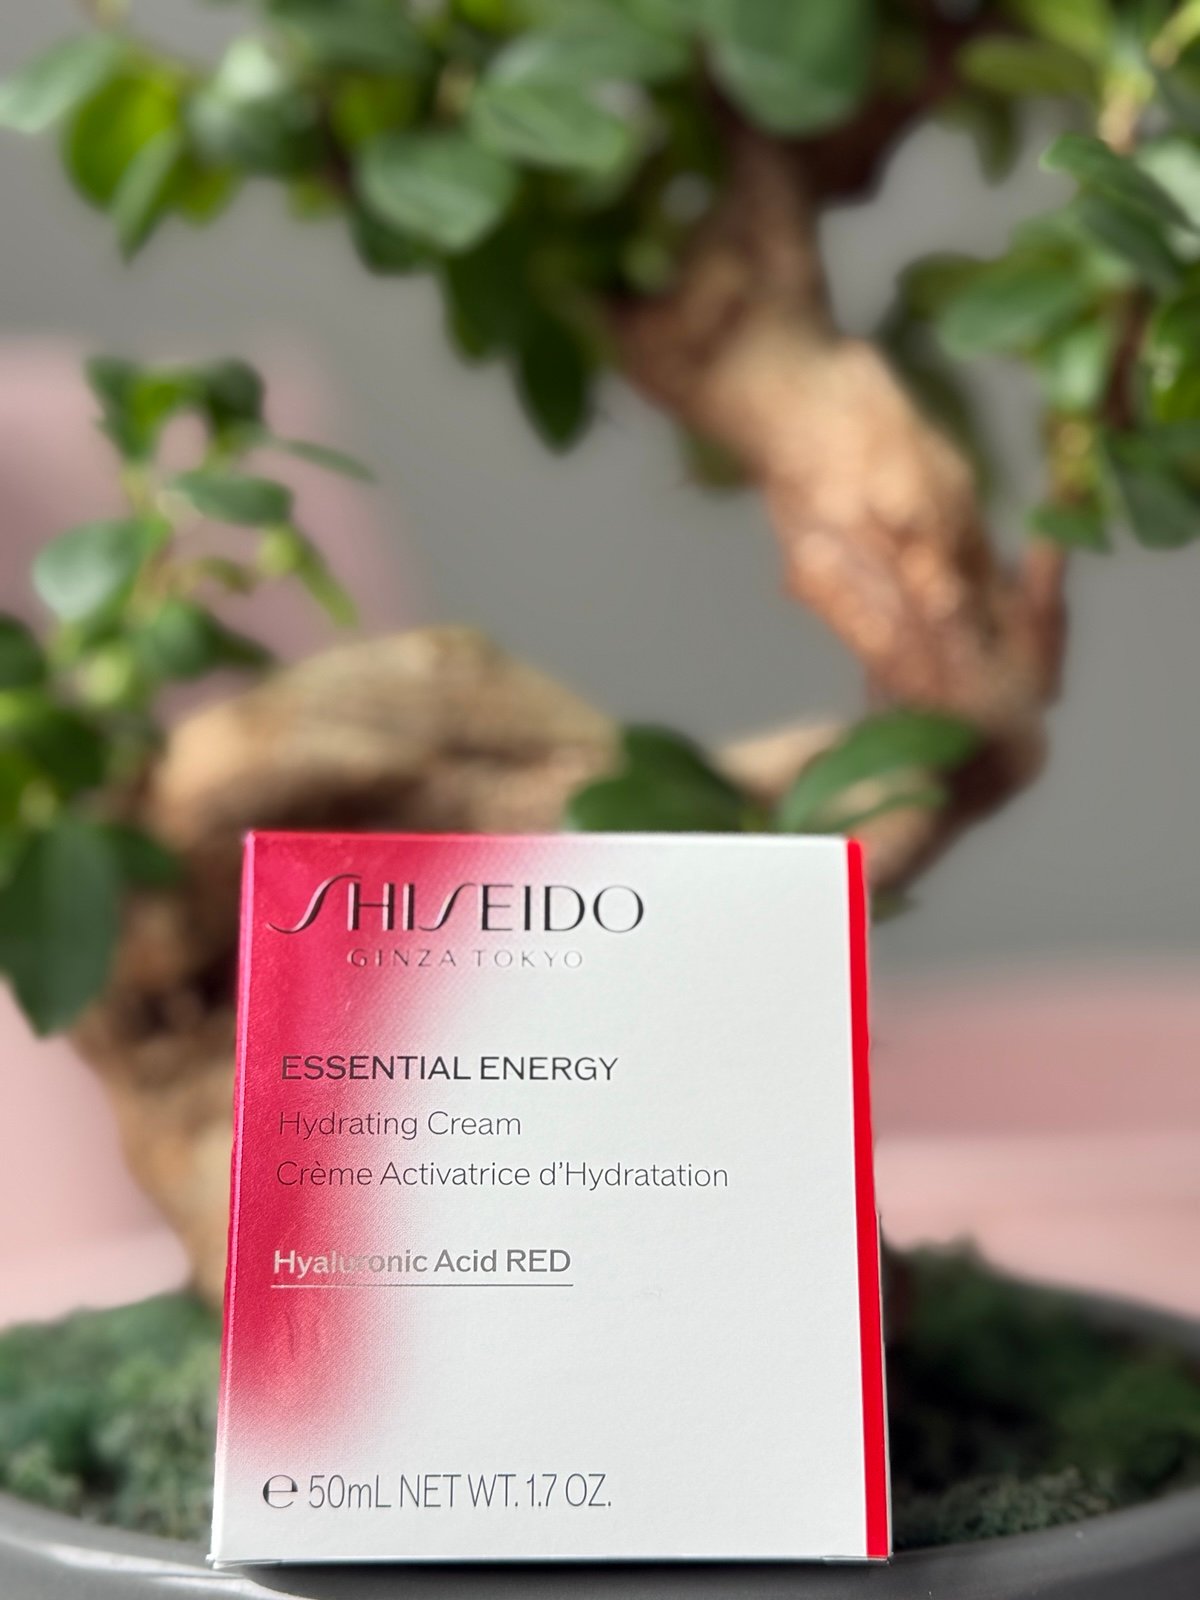 SHISEIDO
GINZA TOKYO
ESSENTIAL ENERGY
Hydrating Cream
Crème Activatrice d'Hydratation
Hyaluronic Acid RED
℮ 50mL NET WT. 1.7 OZ.